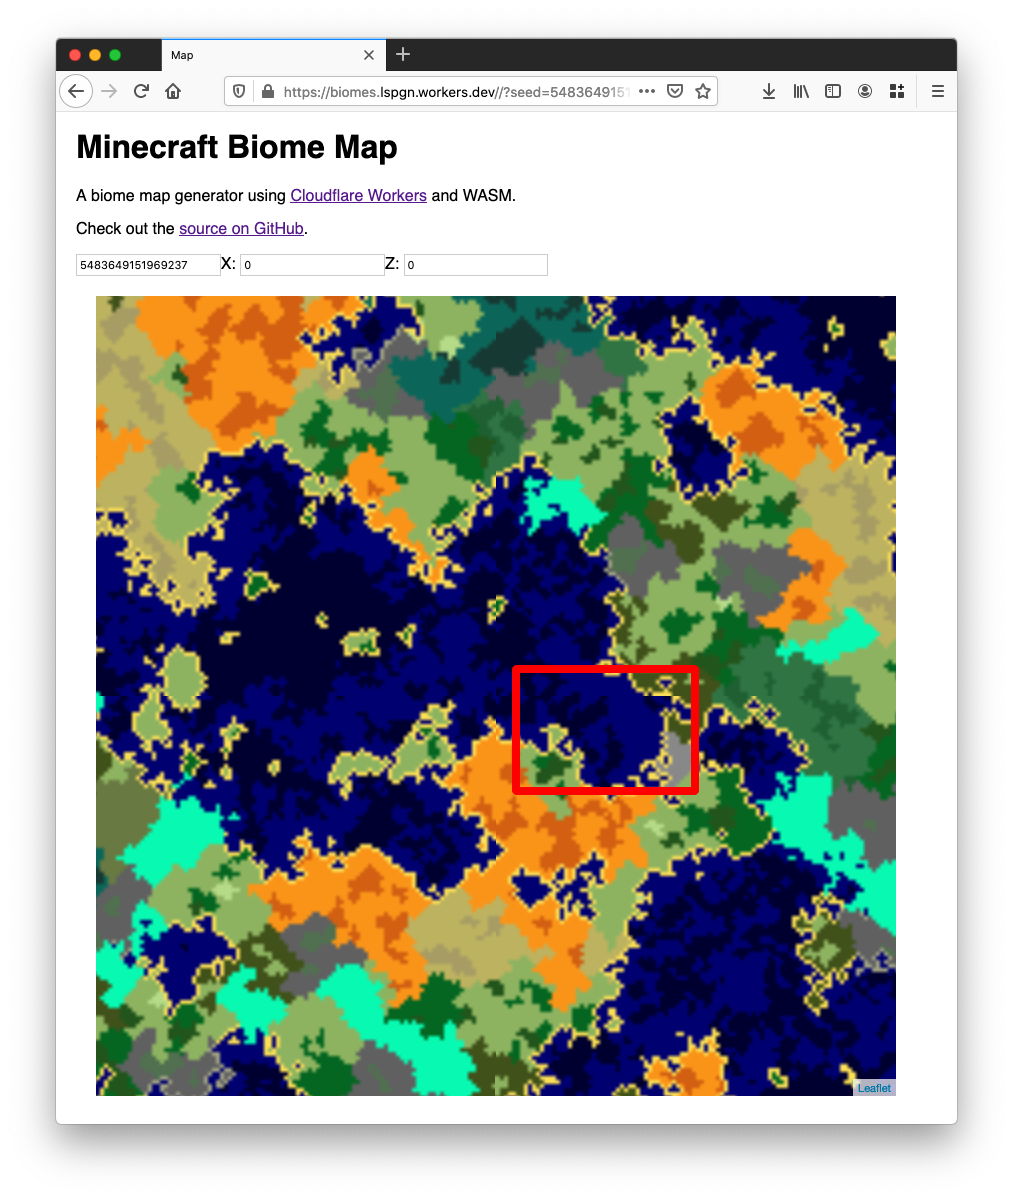 Map
https://biomes.lspgn.workers.dev//?seed=5483649151
Minecraft Biome Map
A biome map generator using Cloudflare Workers and WASM.
Check out the source on GitHub.
5483649151969237 X: 0 Z: 0
Leaflet